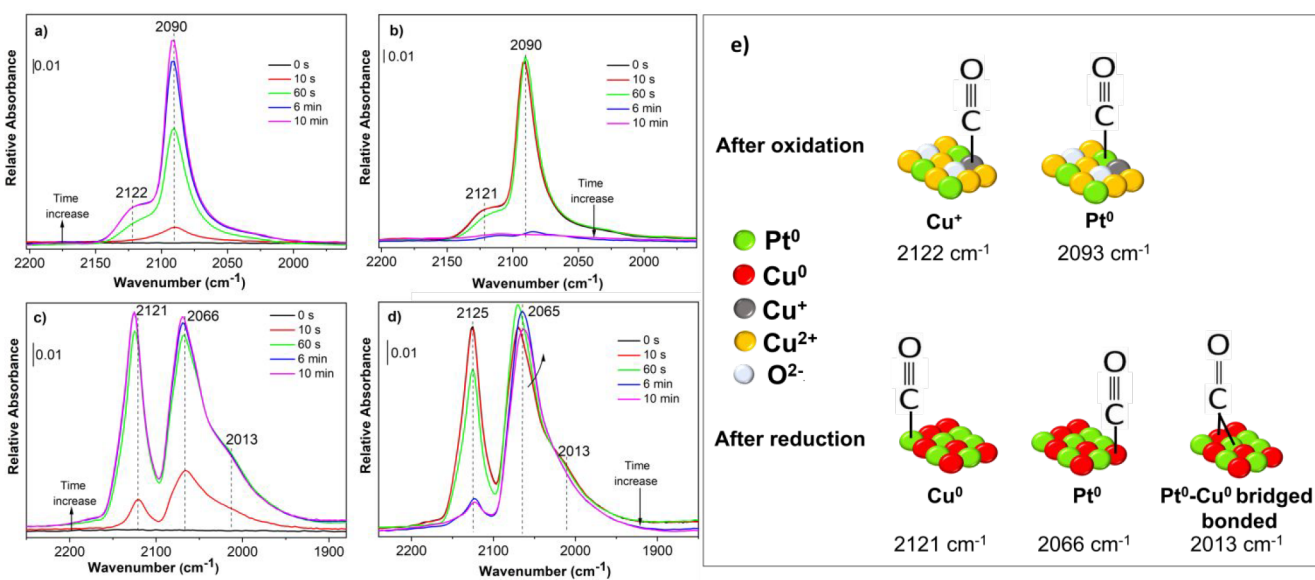 a)
2090
0.01
0 s
10 s
60 s
6 min
10 min
2122
Time
increase
Relative Absorbance
2200 2150 2100 2050 2000
Wavenumber (cm-1)
b)
2090
0.01
0 s
10 s
60 s
6 min
10 min
2121
Time
increase
Relative Absorbance
2200 2150 2100 2050 2000
Wavenumber (cm-1)
c)
2121
2066
0.01
0 s
10 s
60 s
6 min
10 min
2013
Time
increase
Relative Absorbance
2200 2100 2000 1900
Wavenumber (cm-1)
d)
2125
2065
0.01
0 s
10 s
60 s
6 min
10 min
2013
Time
increase
Relative Absorbance
2200 2100 2000 1900
Wavenumber (cm-1)
e)
O
C
O
C
After oxidation
Cu+
Pt0
2122 cm-1
2093 cm-1
Pt0
Cu0
Cu+
Cu2+
O2-
O
C
O
C
O
C
After reduction
Cu0
Pt0
Pt0-Cu0 bridged
bonded
2121 cm-1
2066 cm-1
2013 cm-1